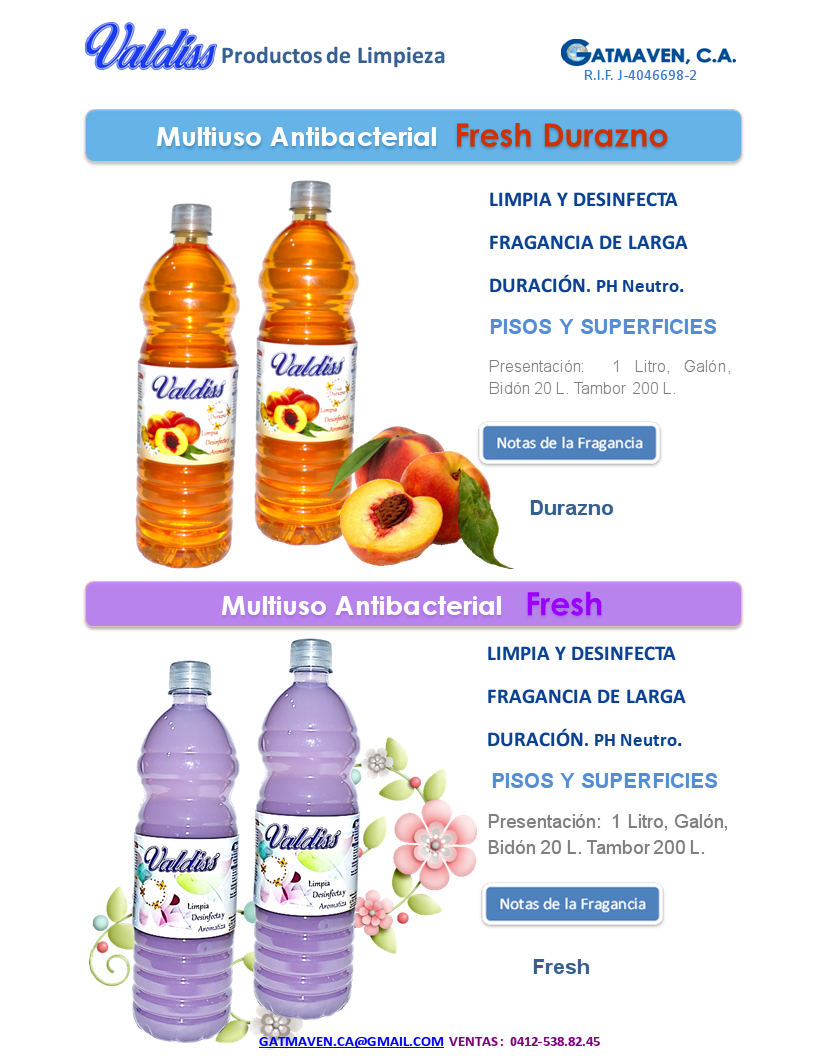 Valdiss Productos de Limpieza
GATMAVEN, C.A.
R.I.F. J-4046698-2
Multiuso Antibacterial Fresh Durazno
LIMPIA Y DESINFECTA
FRAGANCIA DE LARGA
DURACIÓN. PH Neutro.
PISOS Y SUPERFICIES
Presentación: 1 Litro, Galón,
Bidón 20 L. Tambor 200 L.
Notas de la Fragancia
Durazno
Valdiss
Durazno
Limpia
Desinfecta y
Aromatiza
Valdiss
Durazno
Limpia
Desinfecta y
Aromatiza
Multiuso Antibacterial Fresh
LIMPIA Y DESINFECTA
FRAGANCIA DE LARGA
DURACIÓN. PH Neutro.
PISOS Y SUPERFICIES
Presentación: 1 Litro, Galón,
Bidón 20 L. Tambor 200 L.
Notas de la Fragancia
Fresh
Valdiss
Limpia
Desinfecta y
Aromatiza
Valdiss
Limpia
Desinfecta y
Aromatiza
GATMAVEN.CA@GMAIL.COM VENTAS: 0412-538.82.45